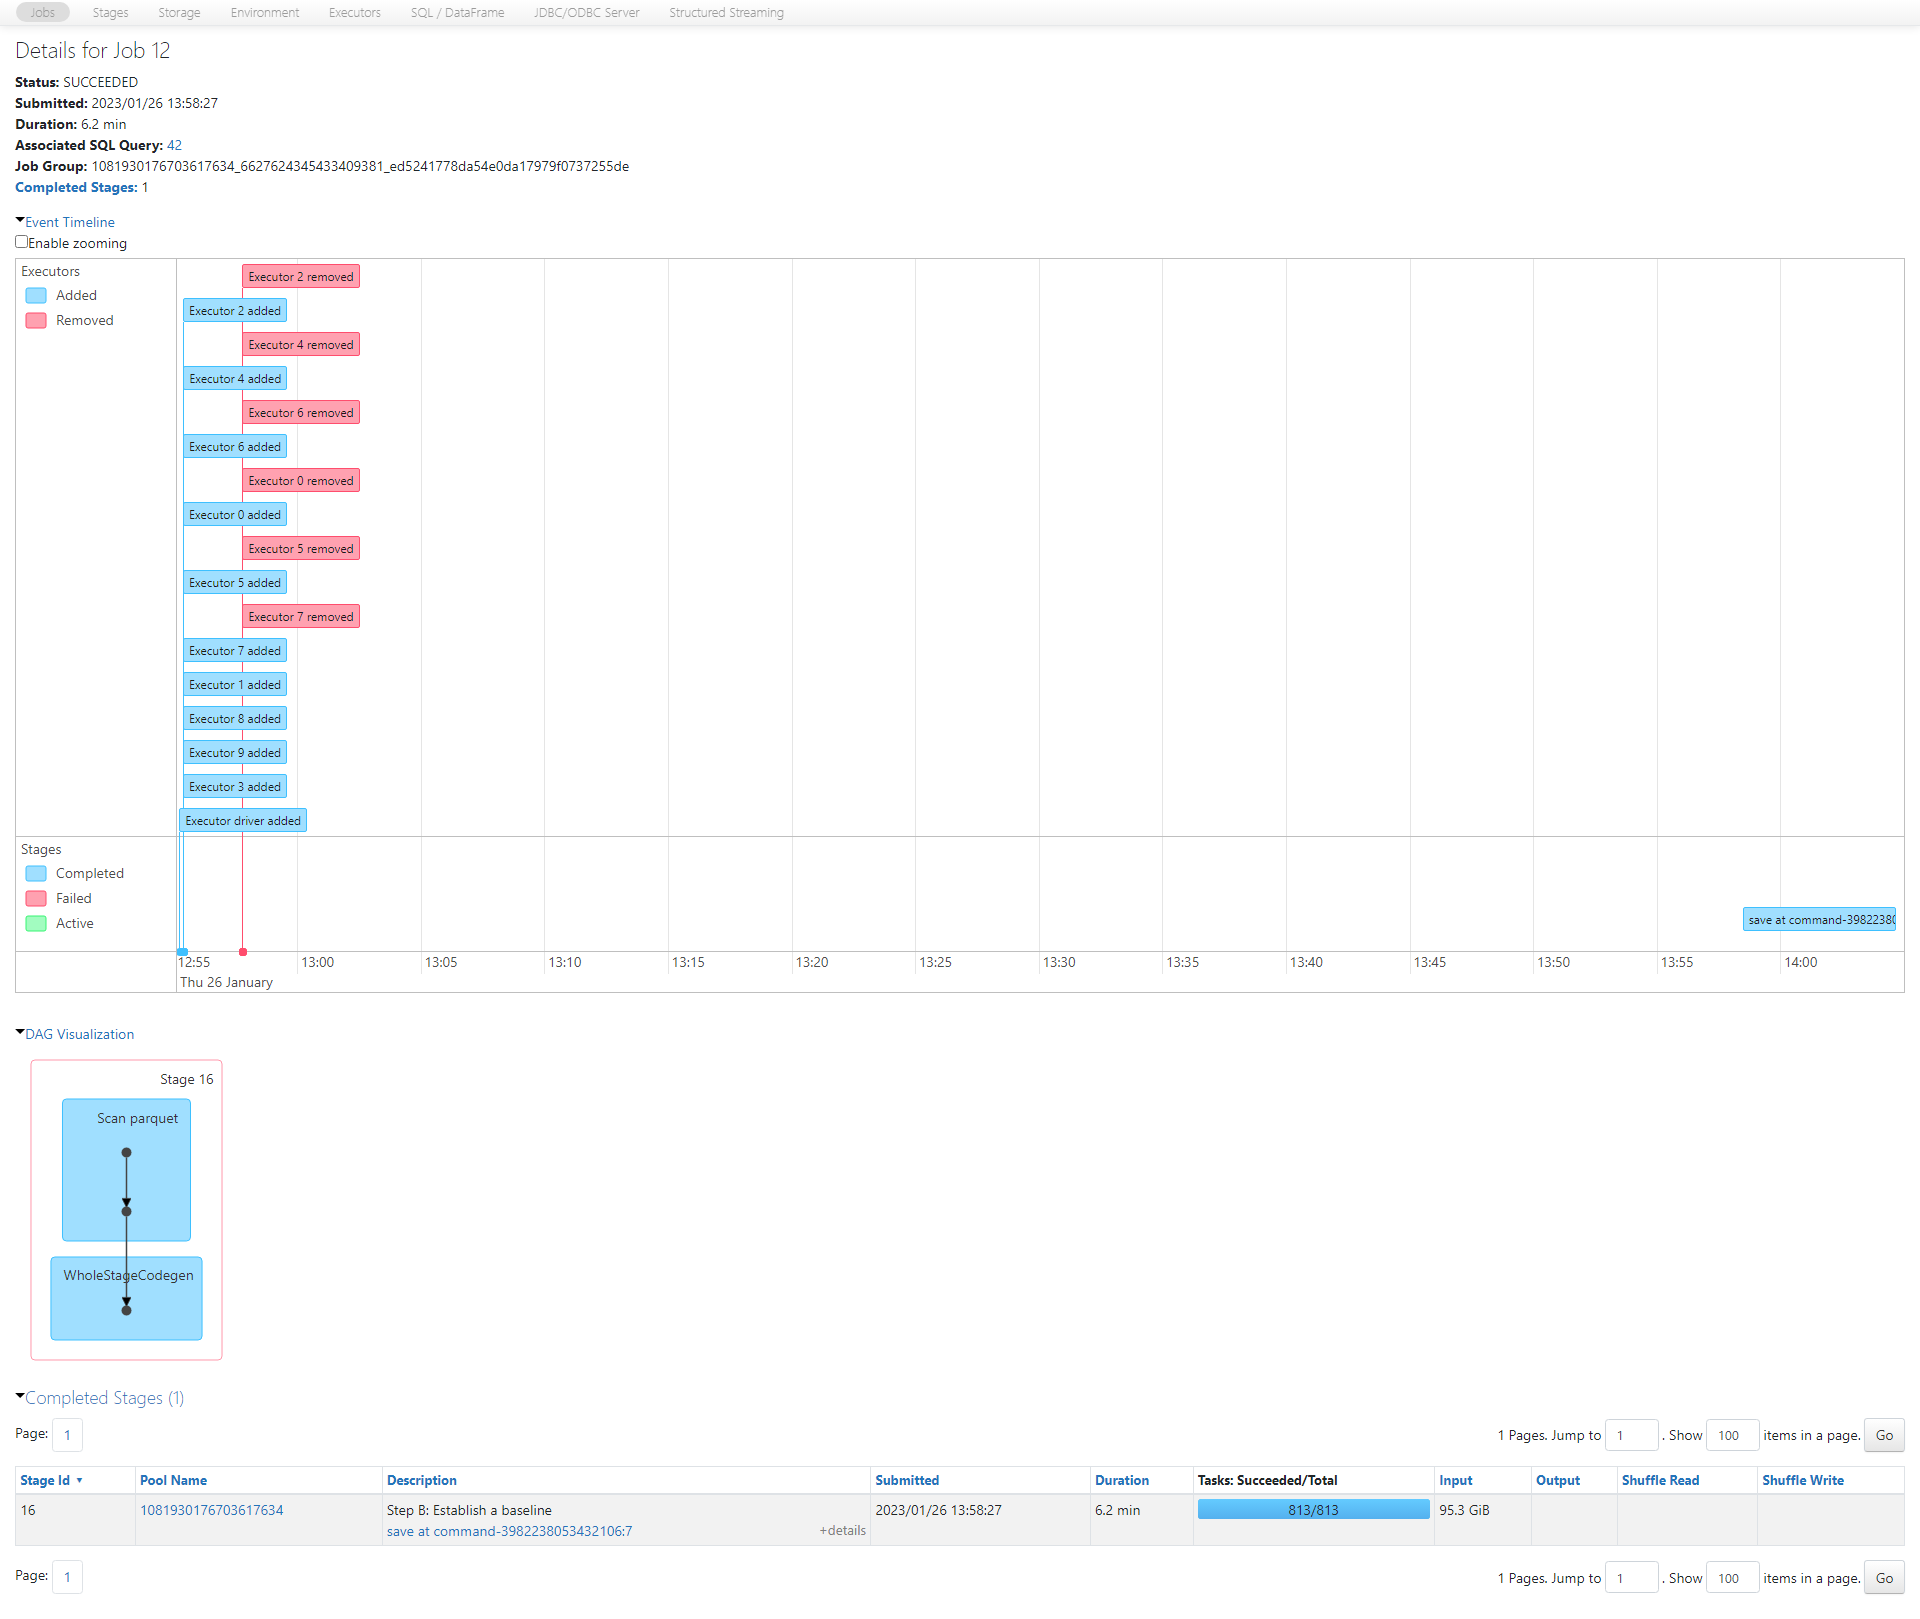 Jobs Stages Storage Environment Executors SQL / DataFrame JDBC/ODBC Server Structured Streaming
Details for Job 12
Status: SUCCEEDED
Submitted: 2023/01/26 13:58:27
Duration: 6.2 min
Associated SQL Query: 42
Job Group: 1081930176703617634_6627624345433409381_ed5241778da54e0da17979f0737255de
Completed Stages: 1
Event Timeline
Enable zooming
Executors
Added
Removed
Executor 2 removed
Executor 2 added
Executor 4 removed
Executor 4 added
Executor 6 removed
Executor 6 added
Executor 0 removed
Executor 0 added
Executor 5 removed
Executor 5 added
Executor 7 removed
Executor 7 added
Executor 1 added
Executor 8 added
Executor 9 added
Executor 3 added
Executor driver added
Stages
Completed
Failed
Active
save at command-39822380
12:55 13:00 13:05 13:10 13:15 13:20 13:25 13:30 13:35 13:40 13:45 13:50 13:55 14:00
Thu 26 January
DAG Visualization
Stage 16
Scan parquet
WholeStageCodegen
Completed Stages (1)
Page: 1 1 Pages. Jump to 1 . Show 100 items in a page. Go
Stage Id Pool Name Description Submitted Duration Tasks: Succeeded/Total Input Output Shuffle Read Shuffle Write
16 1081930176703617634 Step B: Establish a baseline 2023/01/26 13:58:27 6.2 min 813/813 95.3 GiB
save at command-3982238053432106:7 +details
Page: 1 1 Pages. Jump to 1 . Show 100 items in a page. Go